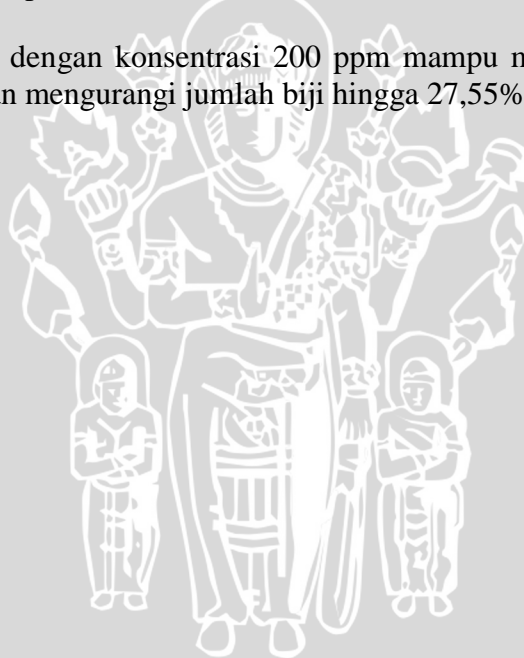 dengan konsentrasi 200 ppm mampu
mengurangi jumlah biji hingga 27,55%